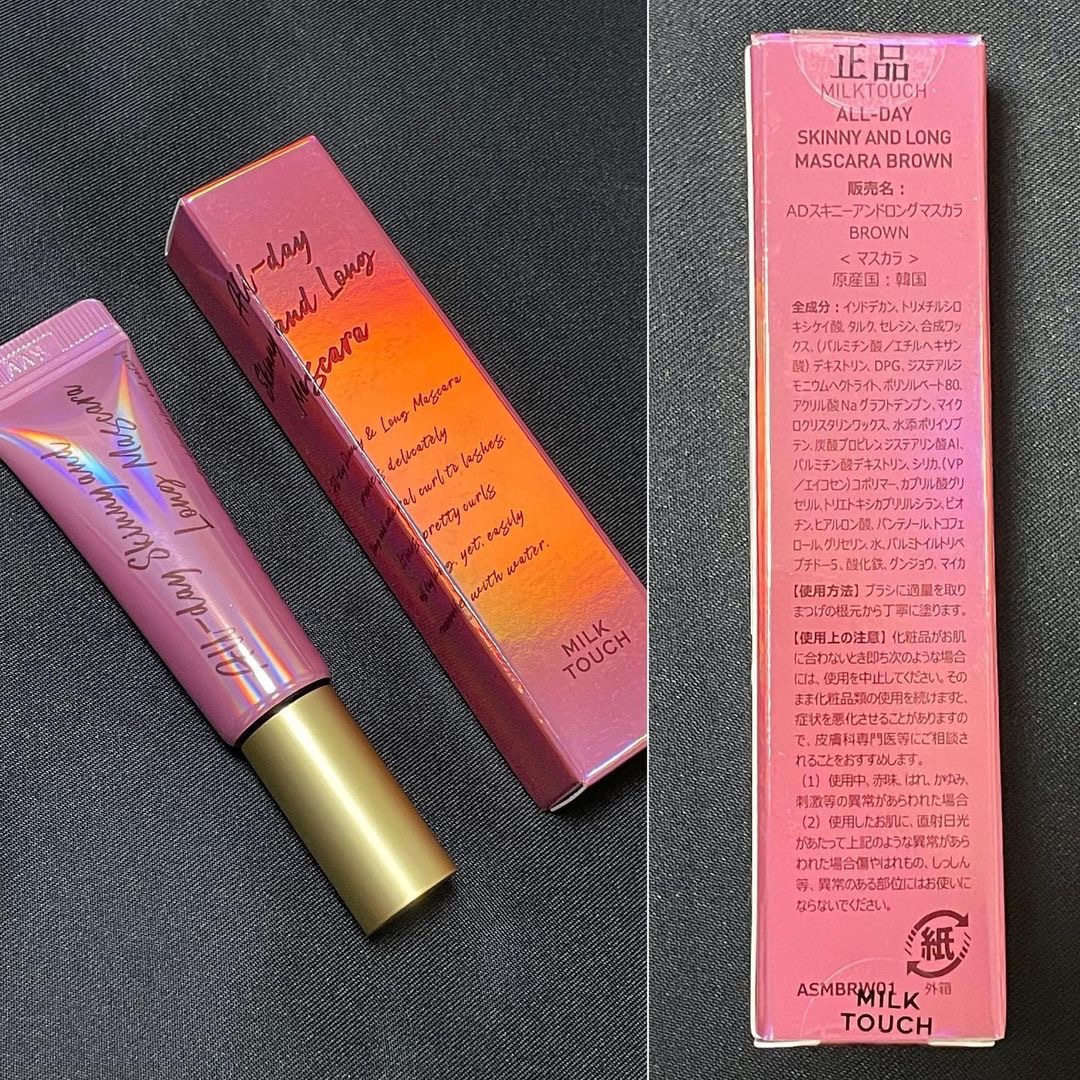 All-day Skinny and
Long Mascara
All-day
Skinny and Long
Mascara
& Long Mascara
delicately
curl to lashes.
pretty curls
yet, easily
with water.
MILK
TOUCH
正品
MILKTOUCH
ALL-DAY
SKINNY AND LONG
MASCARA BROWN
販売名：
ADスキニーアンドロングマスカラ
BROWN
< マスカラ >
原産国：韓国
全成分：イソドデカン、トリメチルシロ
キシケイ酸、タルク、セレシン、合成ワッ
クス、(パルミチン酸／エチルヘキサン
酸）デキストリン、DPG、ジステアルジ
モニウムヘクトライト、ポリソルベート80、
アクリル酸Naグラフトデンプン、マイク
ロクリスタリンワックス、水添ポリイソブ
テン、炭酸プロピレン、ジステアリン酸Al、
パルミチン酸デキストリン、シリカ、（VP
／エイコセン）コポリマー、カプリル酸グリ
セリル、トリエトキシカプリリルシラン、ビオ
チン、ヒアルロン酸、パンテノール、トコフェ
ロール、グリセリン、水、パルミトイルトリペ
プチドー5、酸化鉄、グンジョウ、マイカ
【使用方法】ブラシに適量を取り
まつげの根元から丁寧に塗ります。
【使用上の注意】化粧品がお肌
に合わないとき即ち次のような場合
には、使用を中止してください。その
まま化粧品類の使用を続けますと、
症状を悪化させることがありますの
で、皮膚科専門医等にご相談さ
れることをおすすめします。
（1）使用中、赤味、はれ、かゆみ、
刺激等の異常があらわれた場合
（2）使用したお肌に、直射日光
があたって上記のような異常があら
われた場合傷やはれもの、しっしん
等、異常のある部位にはお使いに
ならないでください。
紙
ASMBRW01 外箱
MILK
TOUCH